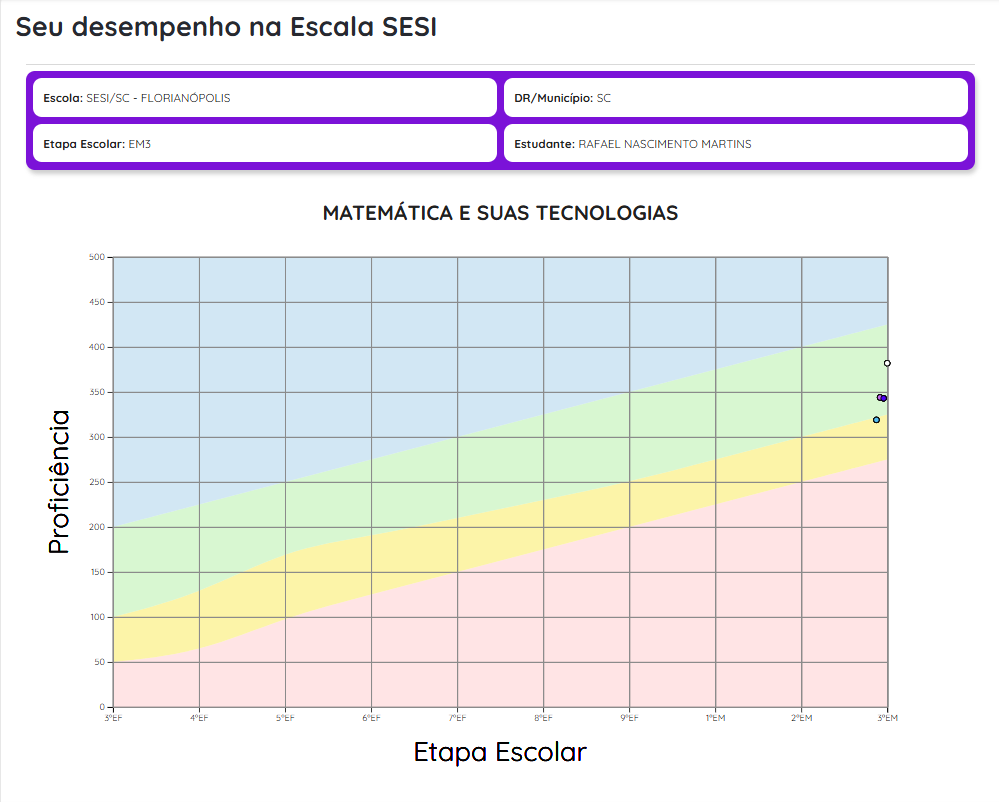 Seu desempenho na Escala SESI
Escola: SESI/SC - FLORIANÓPOLIS
DR/Município: SC
Etapa Escolar: EM3
Estudante: RAFAEL NASCIMENTO MARTINS
MATEMÁTICA E SUAS TECNOLOGIAS
500
450
400
350
300
250
200
150
100
50
0
Proficiência
3ºEF 4ºEF 5ºEF 6ºEF 7ºEF 8ºEF 9ºEF 1ºEM 2ºEM 3ºEM
Etapa Escolar